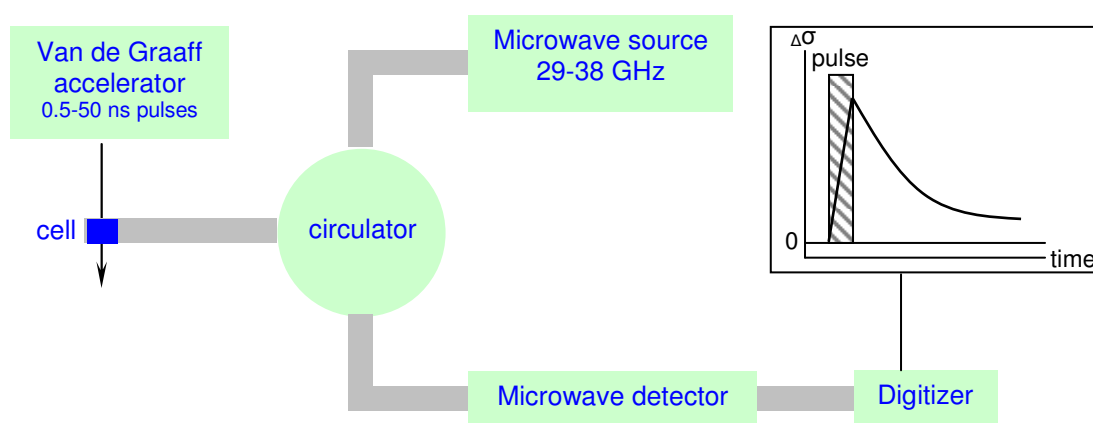 Van de Graaff
accelerator
0.5-50 ns pulses
Microwave source
29-38 GHz
cell
circulator
Microwave detector
Digitizer
Δσ
pulse
0
time